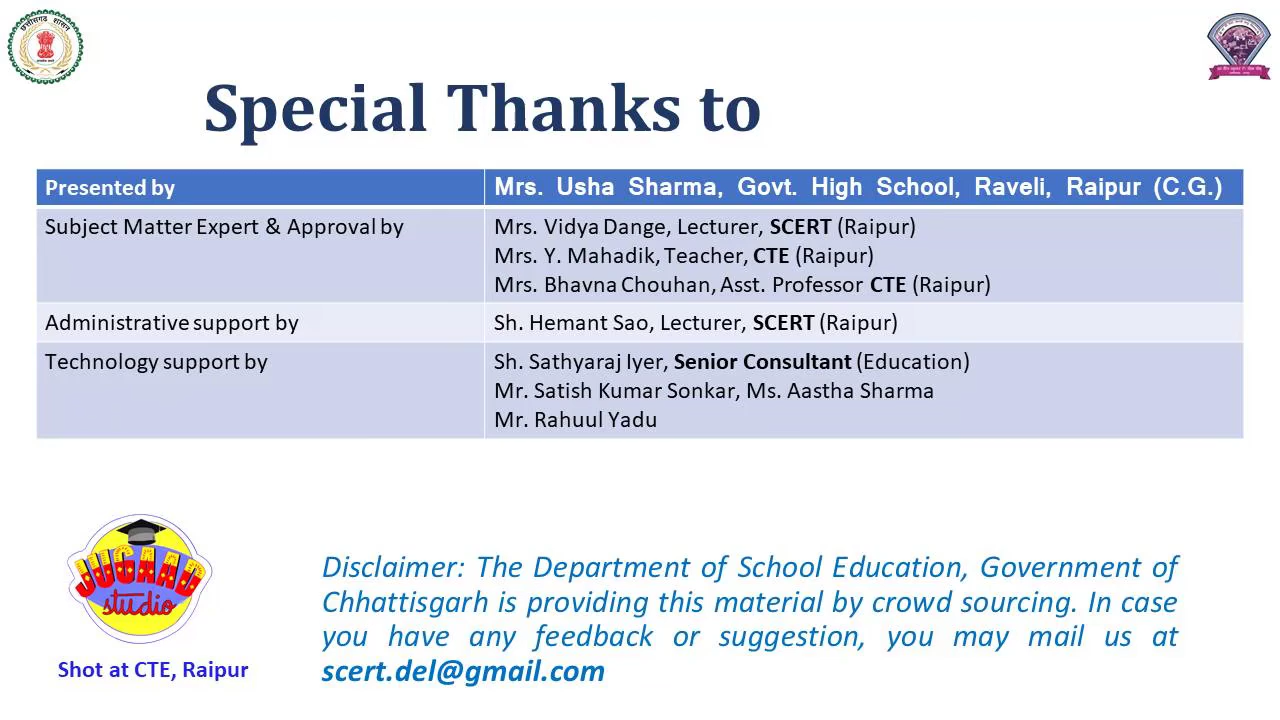 छत्तीसगढ़ शासन
Special Thanks to
Presented by
Mrs. Usha Sharma, Govt. High School, Raveli, Raipur (C.G.)
Subject Matter Expert & Approval by
Mrs. Vidya Dange, Lecturer, SCERT (Raipur)
Mrs. Y. Mahadik, Teacher, CTE (Raipur)
Mrs. Bhavna Chouhan, Asst. Professor CTE (Raipur)
Administrative support by
Sh. Hemant Sao, Lecturer, SCERT (Raipur)
Technology support by
Sh. Sathyaraj Iyer, Senior Consultant (Education)
Mr. Satish Kumar Sonkar, Ms. Aastha Sharma
Mr. Rahuul Yadu
JUGAAD
studio
Shot at CTE, Raipur
Disclaimer: The Department of School Education, Government of
Chhattisgarh is providing this material by crowd sourcing. In case
you have any feedback or suggestion, you may mail us at
scert.del@gmail.com